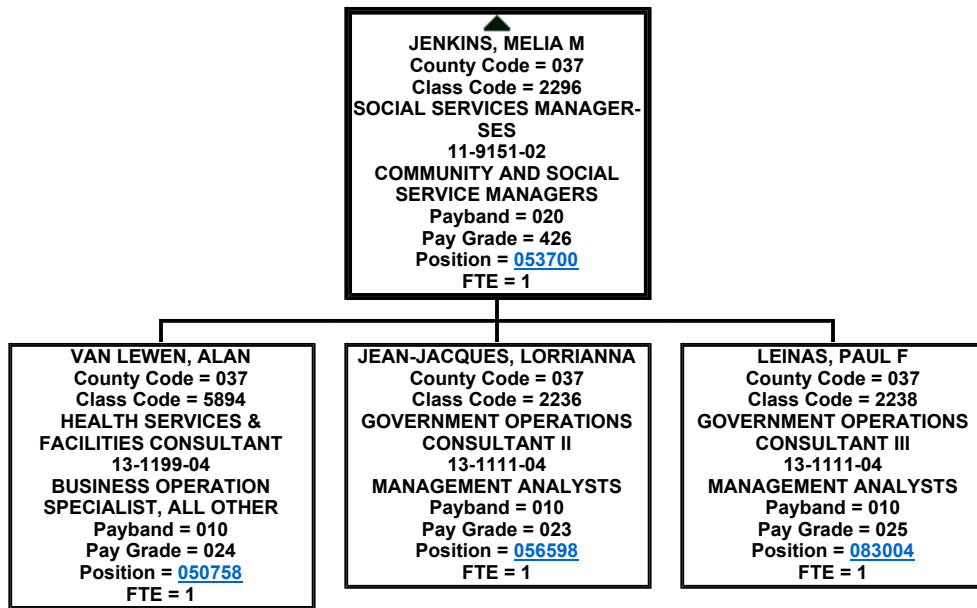 JENKINS, MELIA M
County Code = 037
Class Code = 2296
SOCIAL SERVICES MANAGER-
SES
11-9151-02
COMMUNITY AND SOCIAL
SERVICE MANAGERS
Payband = 020
Pay Grade = 426
Position = 053700
FTE = 1
VAN LEWEN, ALAN
County Code = 037
Class Code = 5894
HEALTH SERVICES &
FACILITIES CONSULTANT
13-1199-04
BUSINESS OPERATION
SPECIALIST, ALL OTHER
Payband = 010
Pay Grade = 024
Position = 050758
FTE = 1
JEAN-JACQUES, LORRIANNA
County Code = 037
Class Code = 2236
GOVERNMENT OPERATIONS
CONSULTANT II
13-1111-04
MANAGEMENT ANALYSTS
Payband = 010
Pay Grade = 023
Position = 056598
FTE = 1
LEINAS, PAUL F
County Code = 037
Class Code = 2238
GOVERNMENT OPERATIONS
CONSULTANT III
13-1111-04
MANAGEMENT ANALYSTS
Payband = 010
Pay Grade = 025
Position = 083004
FTE = 1